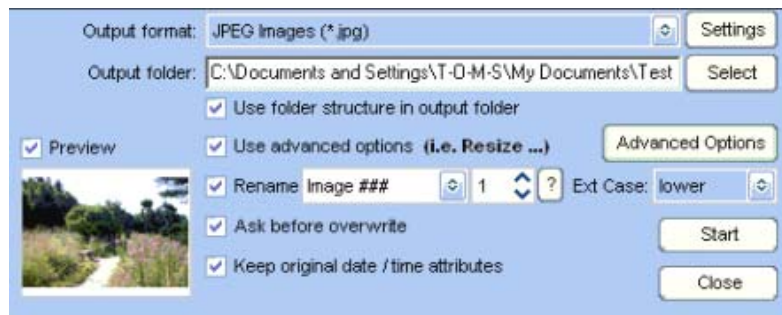 Output format: JPEG Images (*.jpg) Settings
Output folder: C:\Documents and Settings\T-O-M-S\My Documents\Test Select
Use folder structure in output folder
Preview Use advanced options (i.e. Resize ...) Advanced Options
Rename Image ### 1 ? Ext Case: lower
Ask before overwrite Start
Keep original date / time attributes
Close